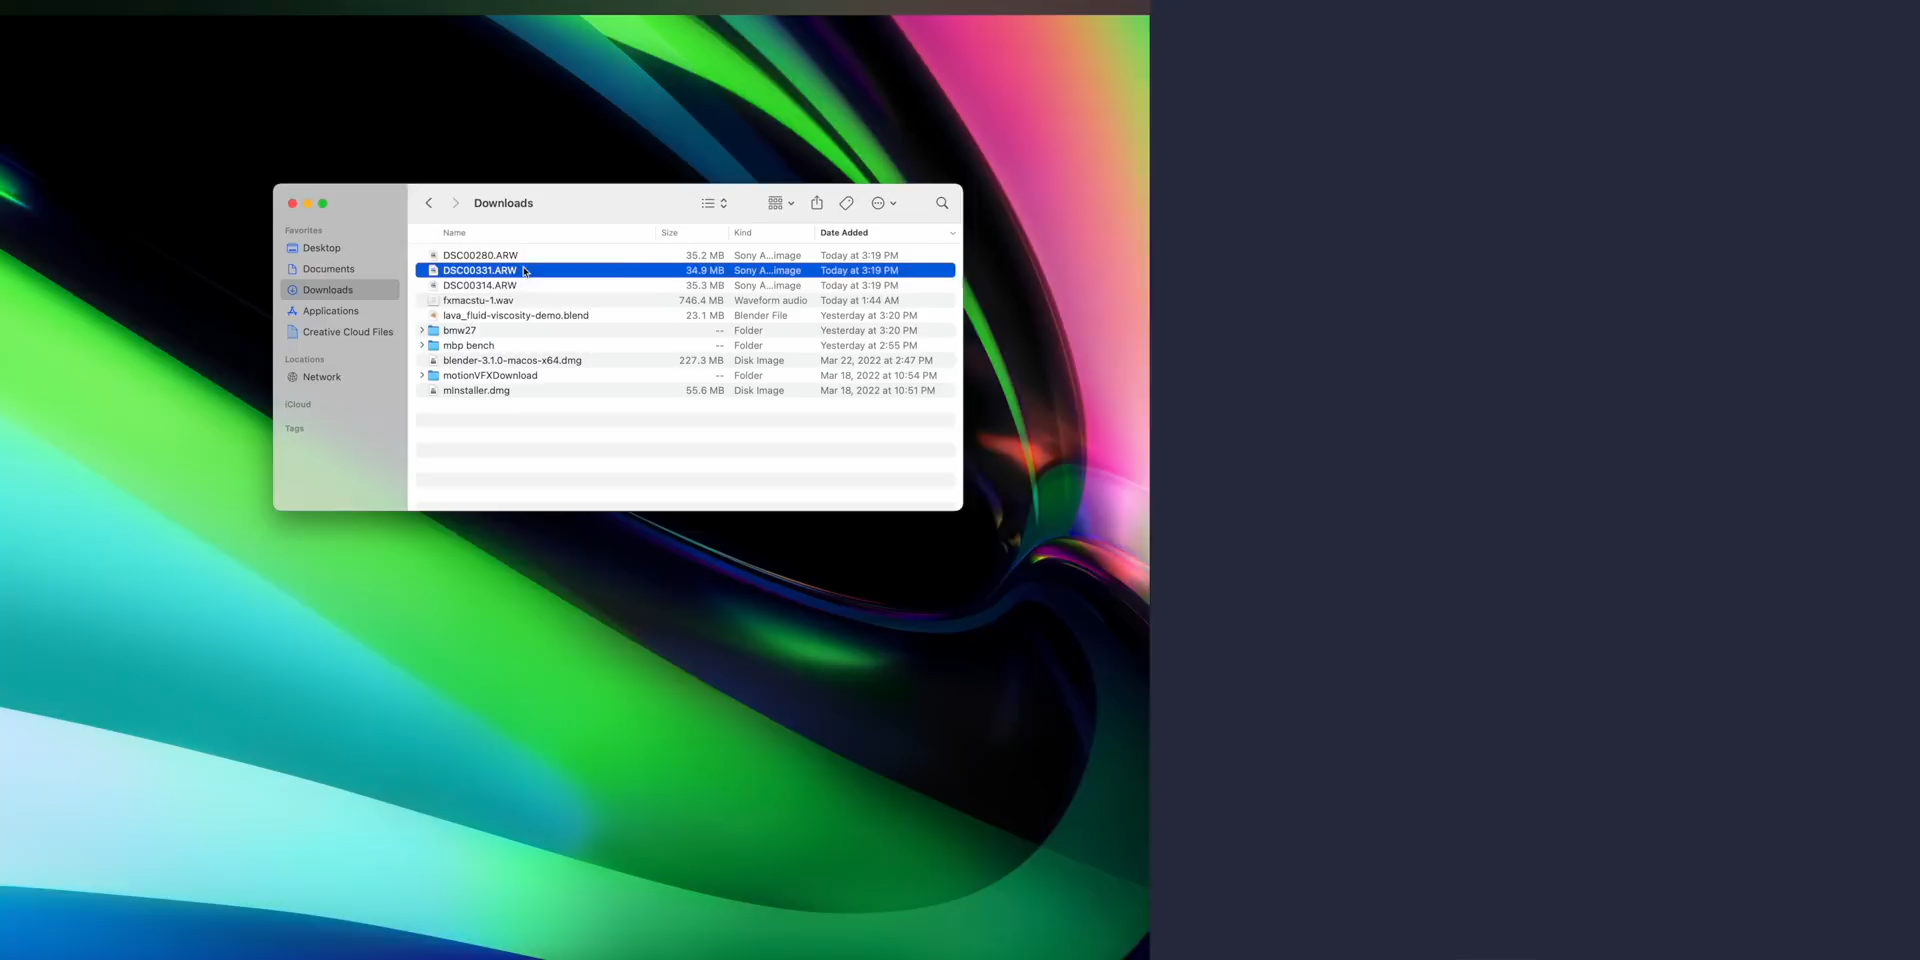 Downloads
Favorites
Desktop
Documents
Downloads
Applications
Creative Cloud Files
Locations
Network
iCloud
Tags
Name Size Kind Date Added
DSC00280.ARW 35.2 MB Sony A...image Today at 3:19 PM
DSC00331.ARW 34.9 MB Sony A...image Today at 3:19 PM
DSC00314.ARW 35.3 MB Sony A...image Today at 3:19 PM
fxmacstu-1.wav 746.4 MB Waveform audio Today at 1:44 AM
lava_fluid-viscosity-demo.blend 23.1 MB Blender File Yesterday at 3:20 PM
bmw27 -- Folder Yesterday at 3:20 PM
mbp bench -- Folder Yesterday at 2:55 PM
blender-3.1.0-macos-x64.dmg 227.3 MB Disk Image Mar 22, 2022 at 2:47 PM
motionVFXDownload -- Folder Mar 18, 2022 at 10:54 PM
mInstaller.dmg 55.6 MB Disk Image Mar 18, 2022 at 10:51 PM